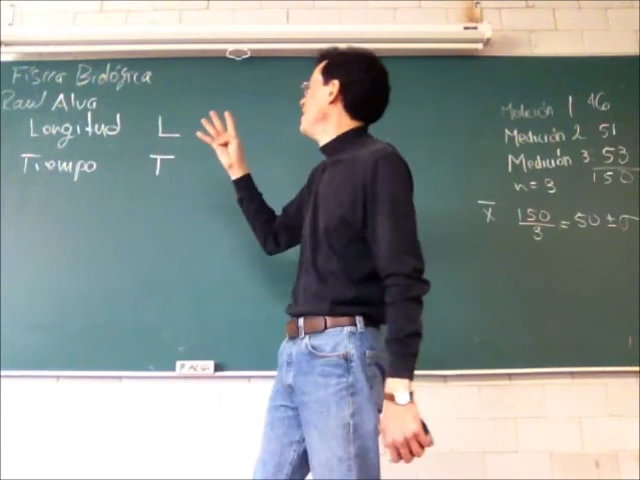 Física Biológica
Raul Alva
Longitud L
Tiempo T
Medición 1 46
Medición 2: 51
Medición 3: 53
150
n = 3
x̄ 150/3 = 50 ± σ